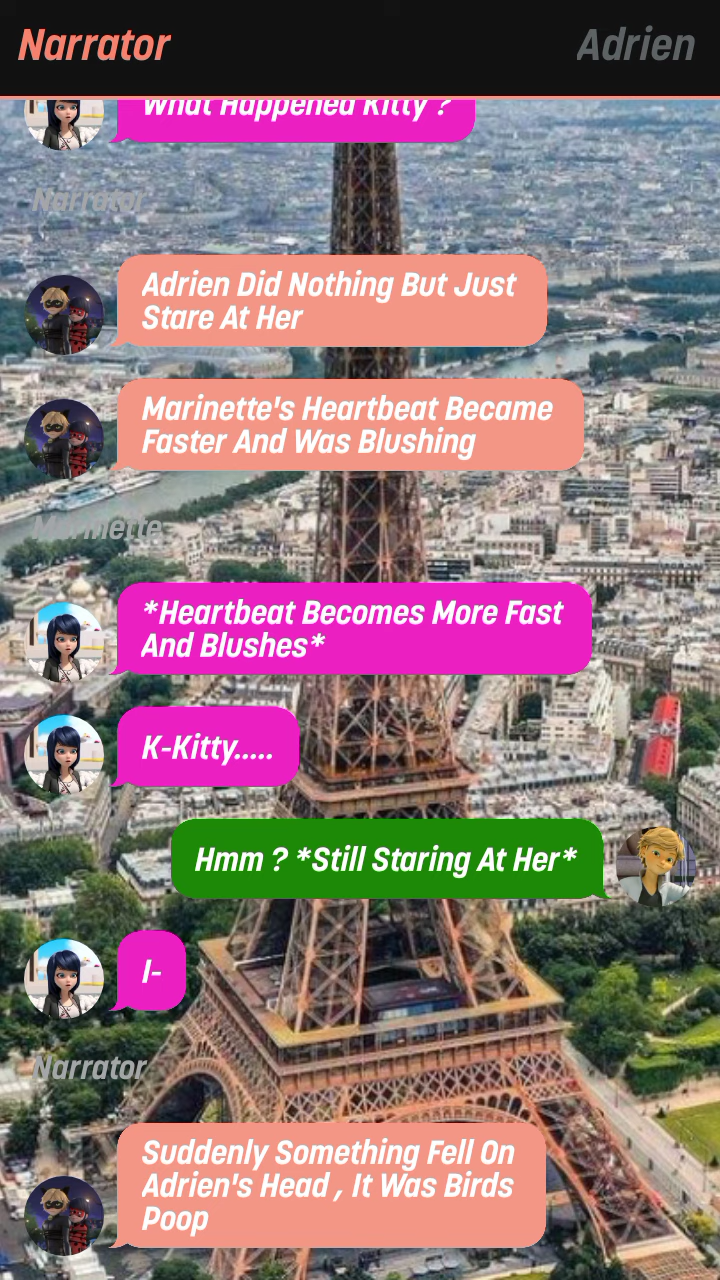 Narrator
Adrien
What Happened Kitty ?
Narrator
Adrien Did Nothing But Just
Stare At Her
Marinette's Heartbeat Became
Faster And Was Blushing
Marinette
*Heartbeat Becomes More Fast
And Blushes*
K-Kitty.....
Hmm ? *Still Staring At Her*
I-
Narrator
Suddenly Something Fell On
Adrien's Head , It Was Birds
Poop